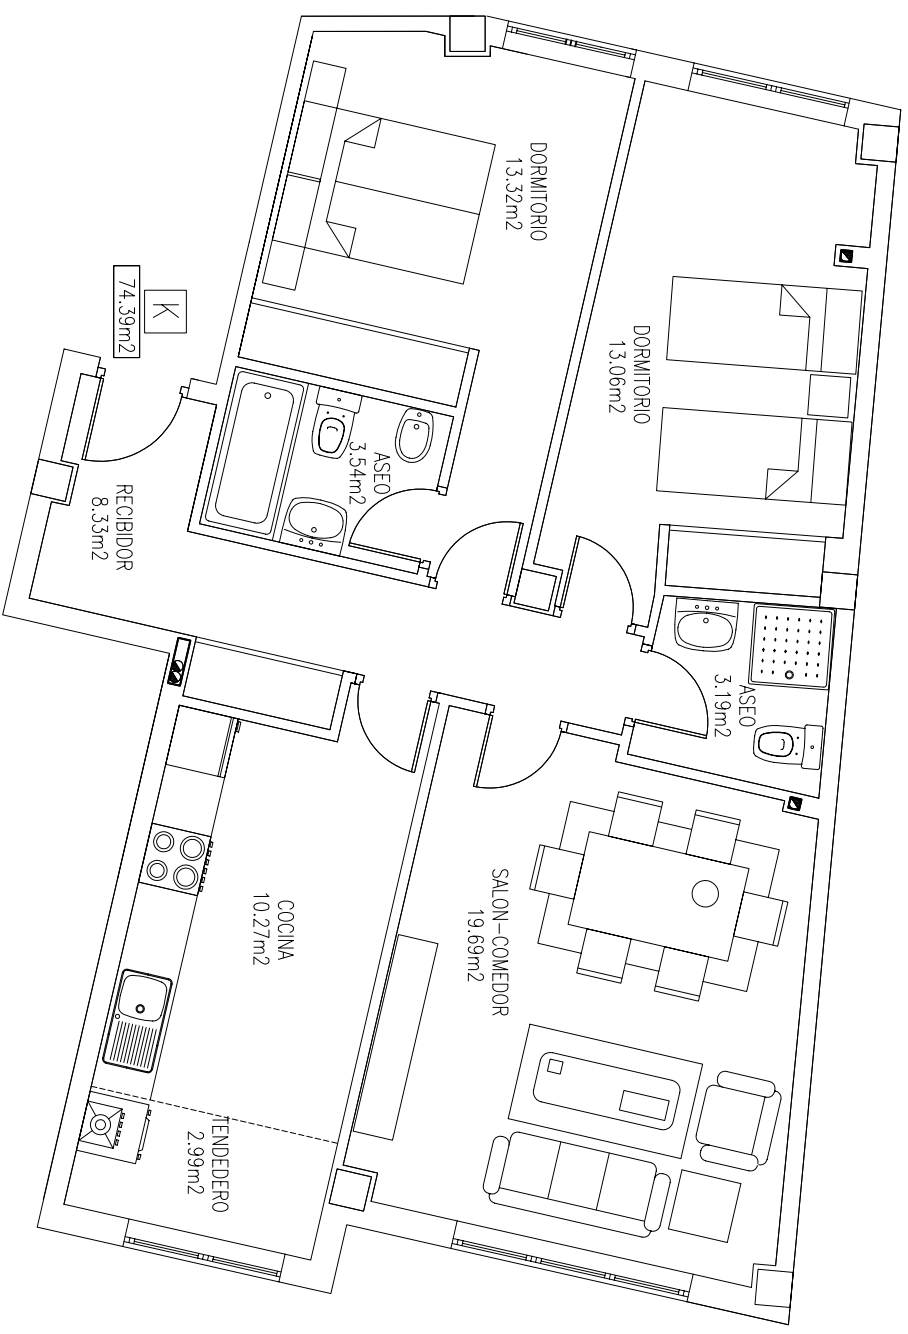 DORMITORIO
13.32m2
DORMITORIO
13.06m2
K
74.39m2
ASEO
3.54m2
RECIBIDOR
8.33m2
ASEO
3.19m2
SALON-COMEDOR
19.69m2
COCINA
10.27m2
TENDEDERO
2.99m2